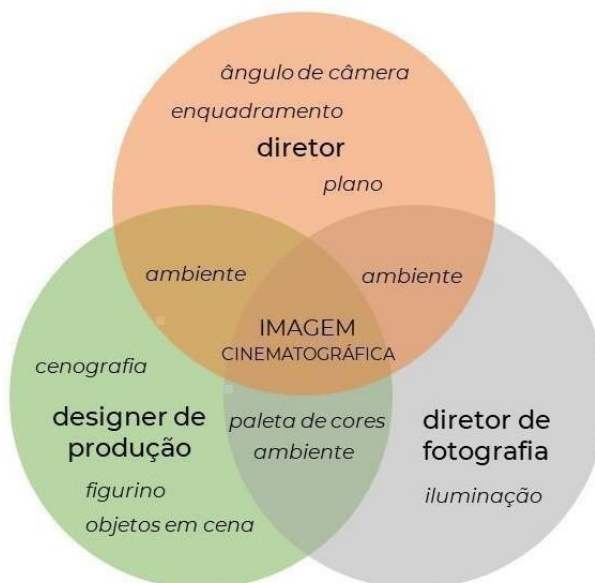 ângulo de câmera
enquadramento
diretor
plano
ambiente
ambiente
IMAGEM
CINEMATOGRÁFICA
cenografia
designer de
produção
figurino
objetos em cena
paleta de cores
ambiente
diretor de
fotografia
iluminação